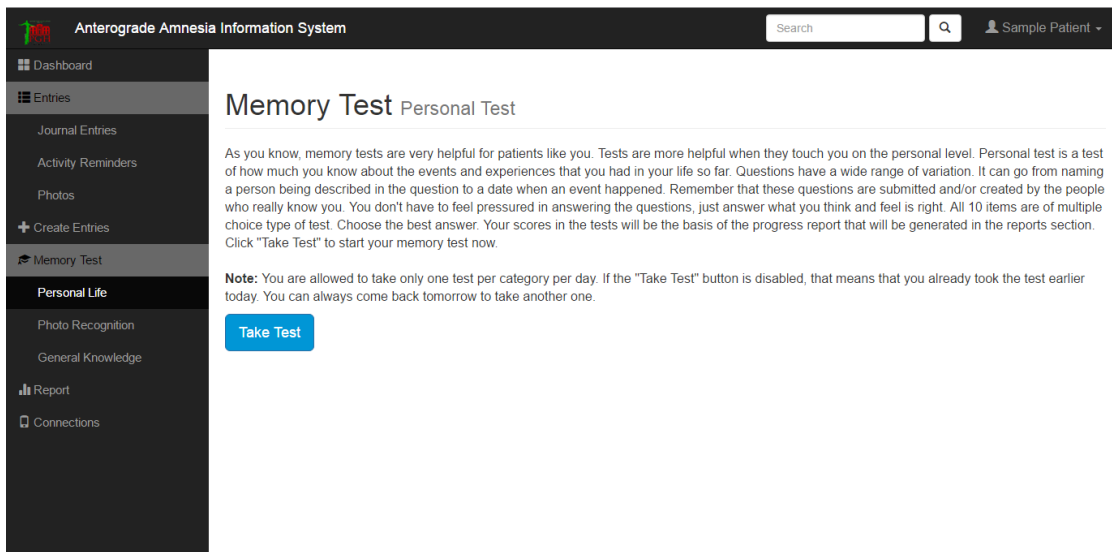 Anterograde Amnesia Information System
Search
Sample Patient
Dashboard
Entries
Journal Entries
Activity Reminders
Photos
Create Entries
Memory Test
Personal Life
Photo Recognition
General Knowledge
Report
Connections
Memory Test Personal Test
As you know, memory tests are very helpful for patients like you. Tests are more helpful when they touch you on the personal level. Personal test is a test
of how much you know about the events and experiences that you had in your life so far. Questions have a wide range of variation. It can go from naming
a person being described in the question to a date when an event happened. Remember that these questions are submitted and/or created by the people
who really know you. You don't have to feel pressured in answering the questions, just answer what you think and feel is right. All 10 items are of multiple
choice type of test. Choose the best answer. Your scores in the tests will be the basis of the progress report that will be generated in the reports section.
Click "Take Test" to start your memory test now.
Note: You are allowed to take only one test per category per day. If the "Take Test" button is disabled, that means that you already took the test earlier
today. You can always come back tomorrow to take another one.
Take Test